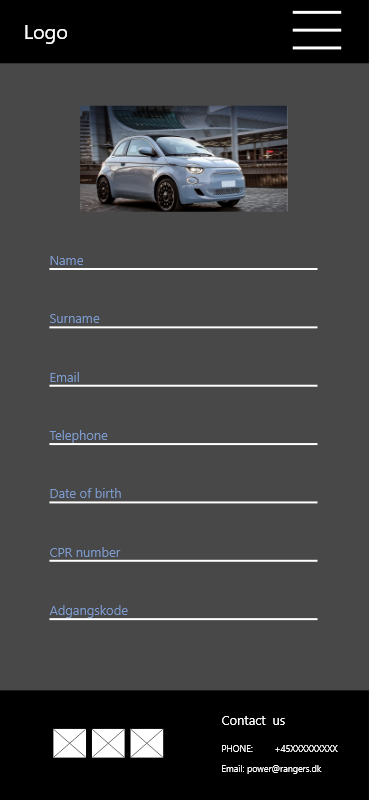 Logo
Name
Surname
Email
Telephone
Date of birth
CPR number
Adgangskode
Contact us
PHONE: +45XXXXXXXXX
Email: power@rangers.dk